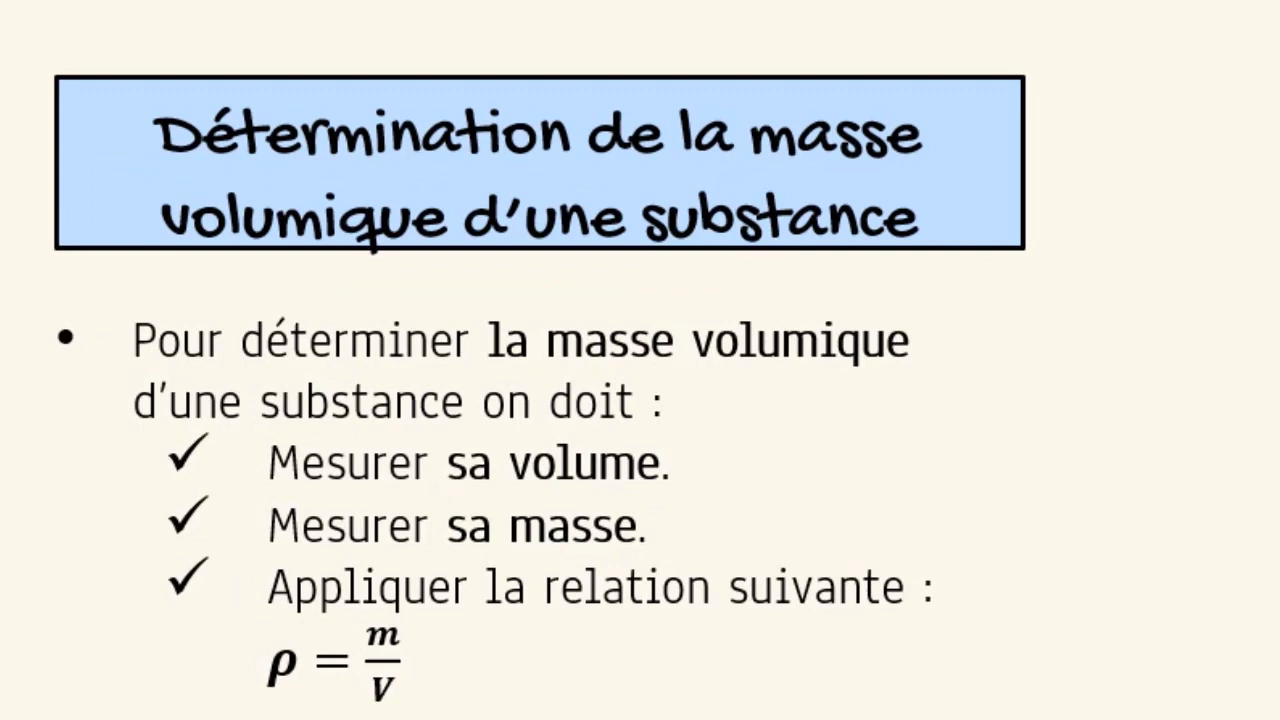 Détermination de la masse
volumique d’une substance
• Pour déterminer la masse volumique
d’une substance on doit :
✓ Mesurer sa volume.
✓ Mesurer sa masse.
✓ Appliquer la relation suivante :
ρ = m/V